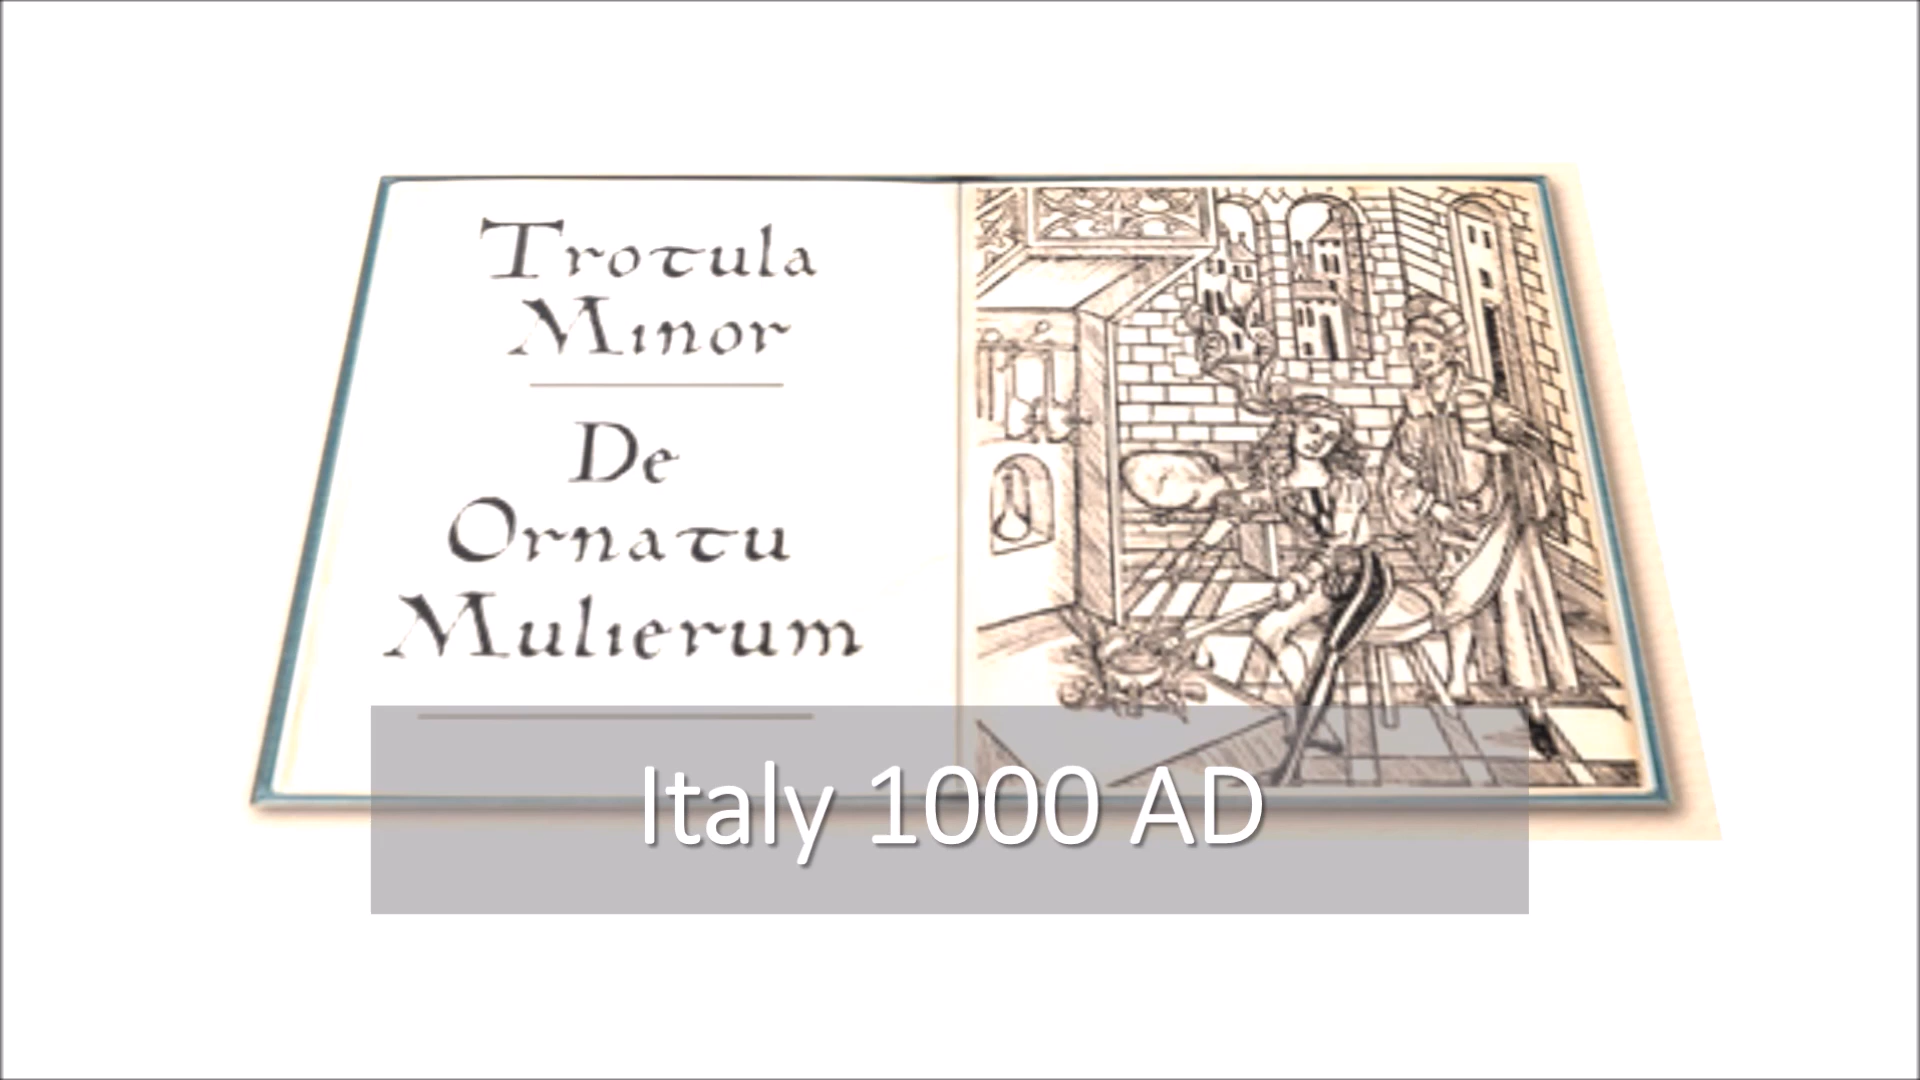 Trotula
Minor
De
Ornatu
Mulierum
Italy 1000 AD